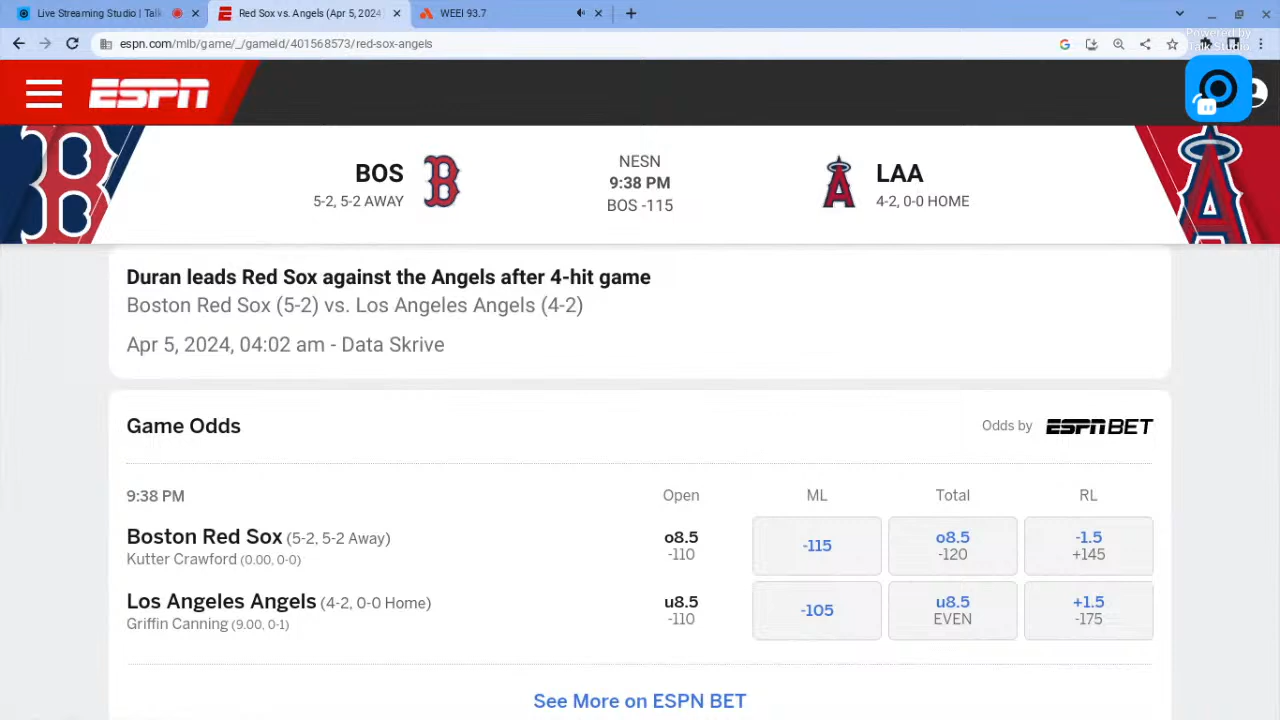 Live Streaming Studio | Talk
Red Sox vs. Angels (Apr 5, 2024
WEEI 93.7
espn.com/mlb/game/_/gameId/401568573/red-sox-angels
Powered by
Talk Studio
ESPN
BOS
5-2, 5-2 AWAY
NESN
9:38 PM
BOS -115
LAA
4-2, 0-0 HOME
Duran leads Red Sox against the Angels after 4-hit game
Boston Red Sox (5-2) vs. Los Angeles Angels (4-2)
Apr 5, 2024, 04:02 am - Data Skrive
Game Odds
Odds by ESPN BET
9:38 PM Open ML Total RL
Boston Red Sox (5-2, 5-2 Away) o8.5 -115 o8.5 -1.5
Kutter Crawford (0.00, 0-0) -110 -120 +145
Los Angeles Angels (4-2, 0-0 Home) u8.5 -105 u8.5 +1.5
Griffin Canning (9.00, 0-1) -110 EVEN -175
See More on ESPN BET